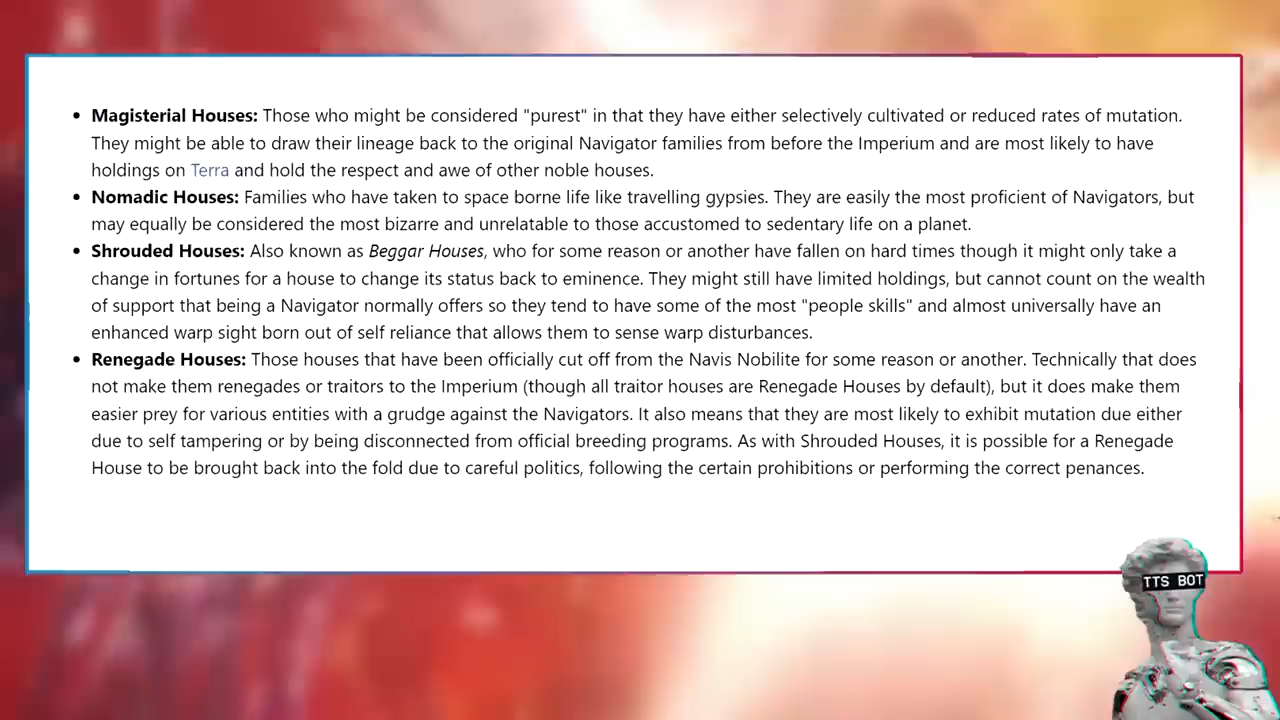 • Magisterial Houses: Those who might be considered "purest" in that they have either selectively cultivated or reduced rates of mutation.
They might be able to draw their lineage back to the original Navigator families from before the Imperium and are most likely to have
holdings on Terra and hold the respect and awe of other noble houses.
• Nomadic Houses: Families who have taken to space borne life like travelling gypsies. They are easily the most proficient of Navigators, but
may equally be considered the most bizarre and unrelatable to those accustomed to sedentary life on a planet.
• Shrouded Houses: Also known as Beggar Houses, who for some reason or another have fallen on hard times though it might only take a
change in fortunes for a house to change its status back to eminence. They might still have limited holdings, but cannot count on the wealth
of support that being a Navigator normally offers so they tend to have some of the most "people skills" and almost universally have an
enhanced warp sight born out of self reliance that allows them to sense warp disturbances.
• Renegade Houses: Those houses that have been officially cut off from the Navis Nobilite for some reason or another. Technically that does
not make them renegades or traitors to the Imperium (though all traitor houses are Renegade Houses by default), but it does make them
easier prey for various entities with a grudge against the Navigators. It also means that they are most likely to exhibit mutation due either
due to self tampering or by being disconnected from official breeding programs. As with Shrouded Houses, it is possible for a Renegade
House to be brought back into the fold due to careful politics, following the certain prohibitions or performing the correct penances.
TTS BOT